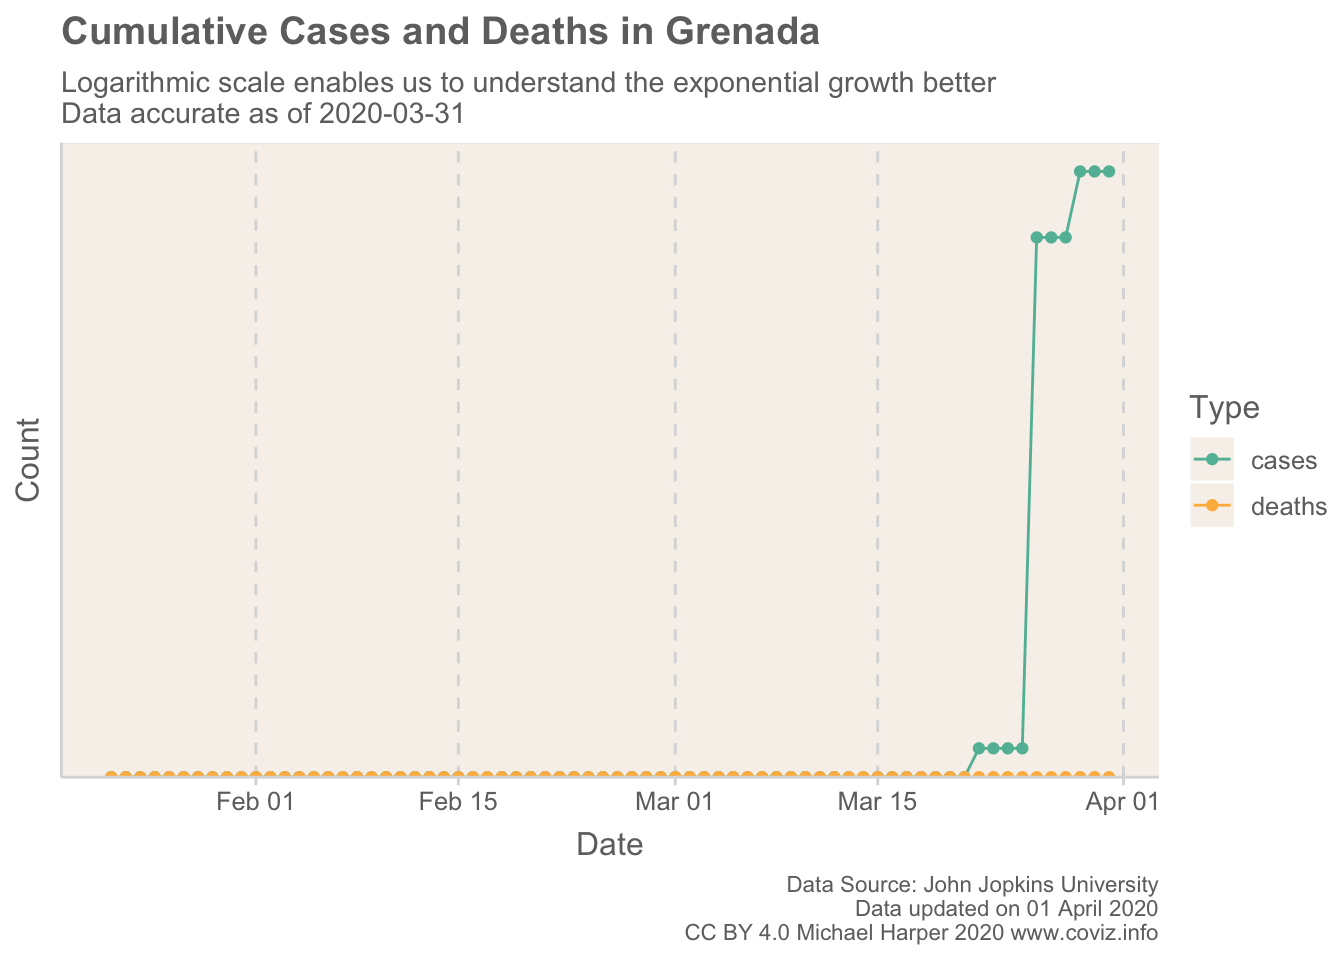 Cumulative Cases and Deaths in Grenada
Logarithmic scale enables us to understand the exponential growth better
Data accurate as of 2020-03-31
Count
Type
cases
deaths
Feb 01
Feb 15
Mar 01
Mar 15
Apr 01
Date
Data Source: John Jopkins University
Data updated on 01 April 2020
CC BY 4.0 Michael Harper 2020 www.coviz.info